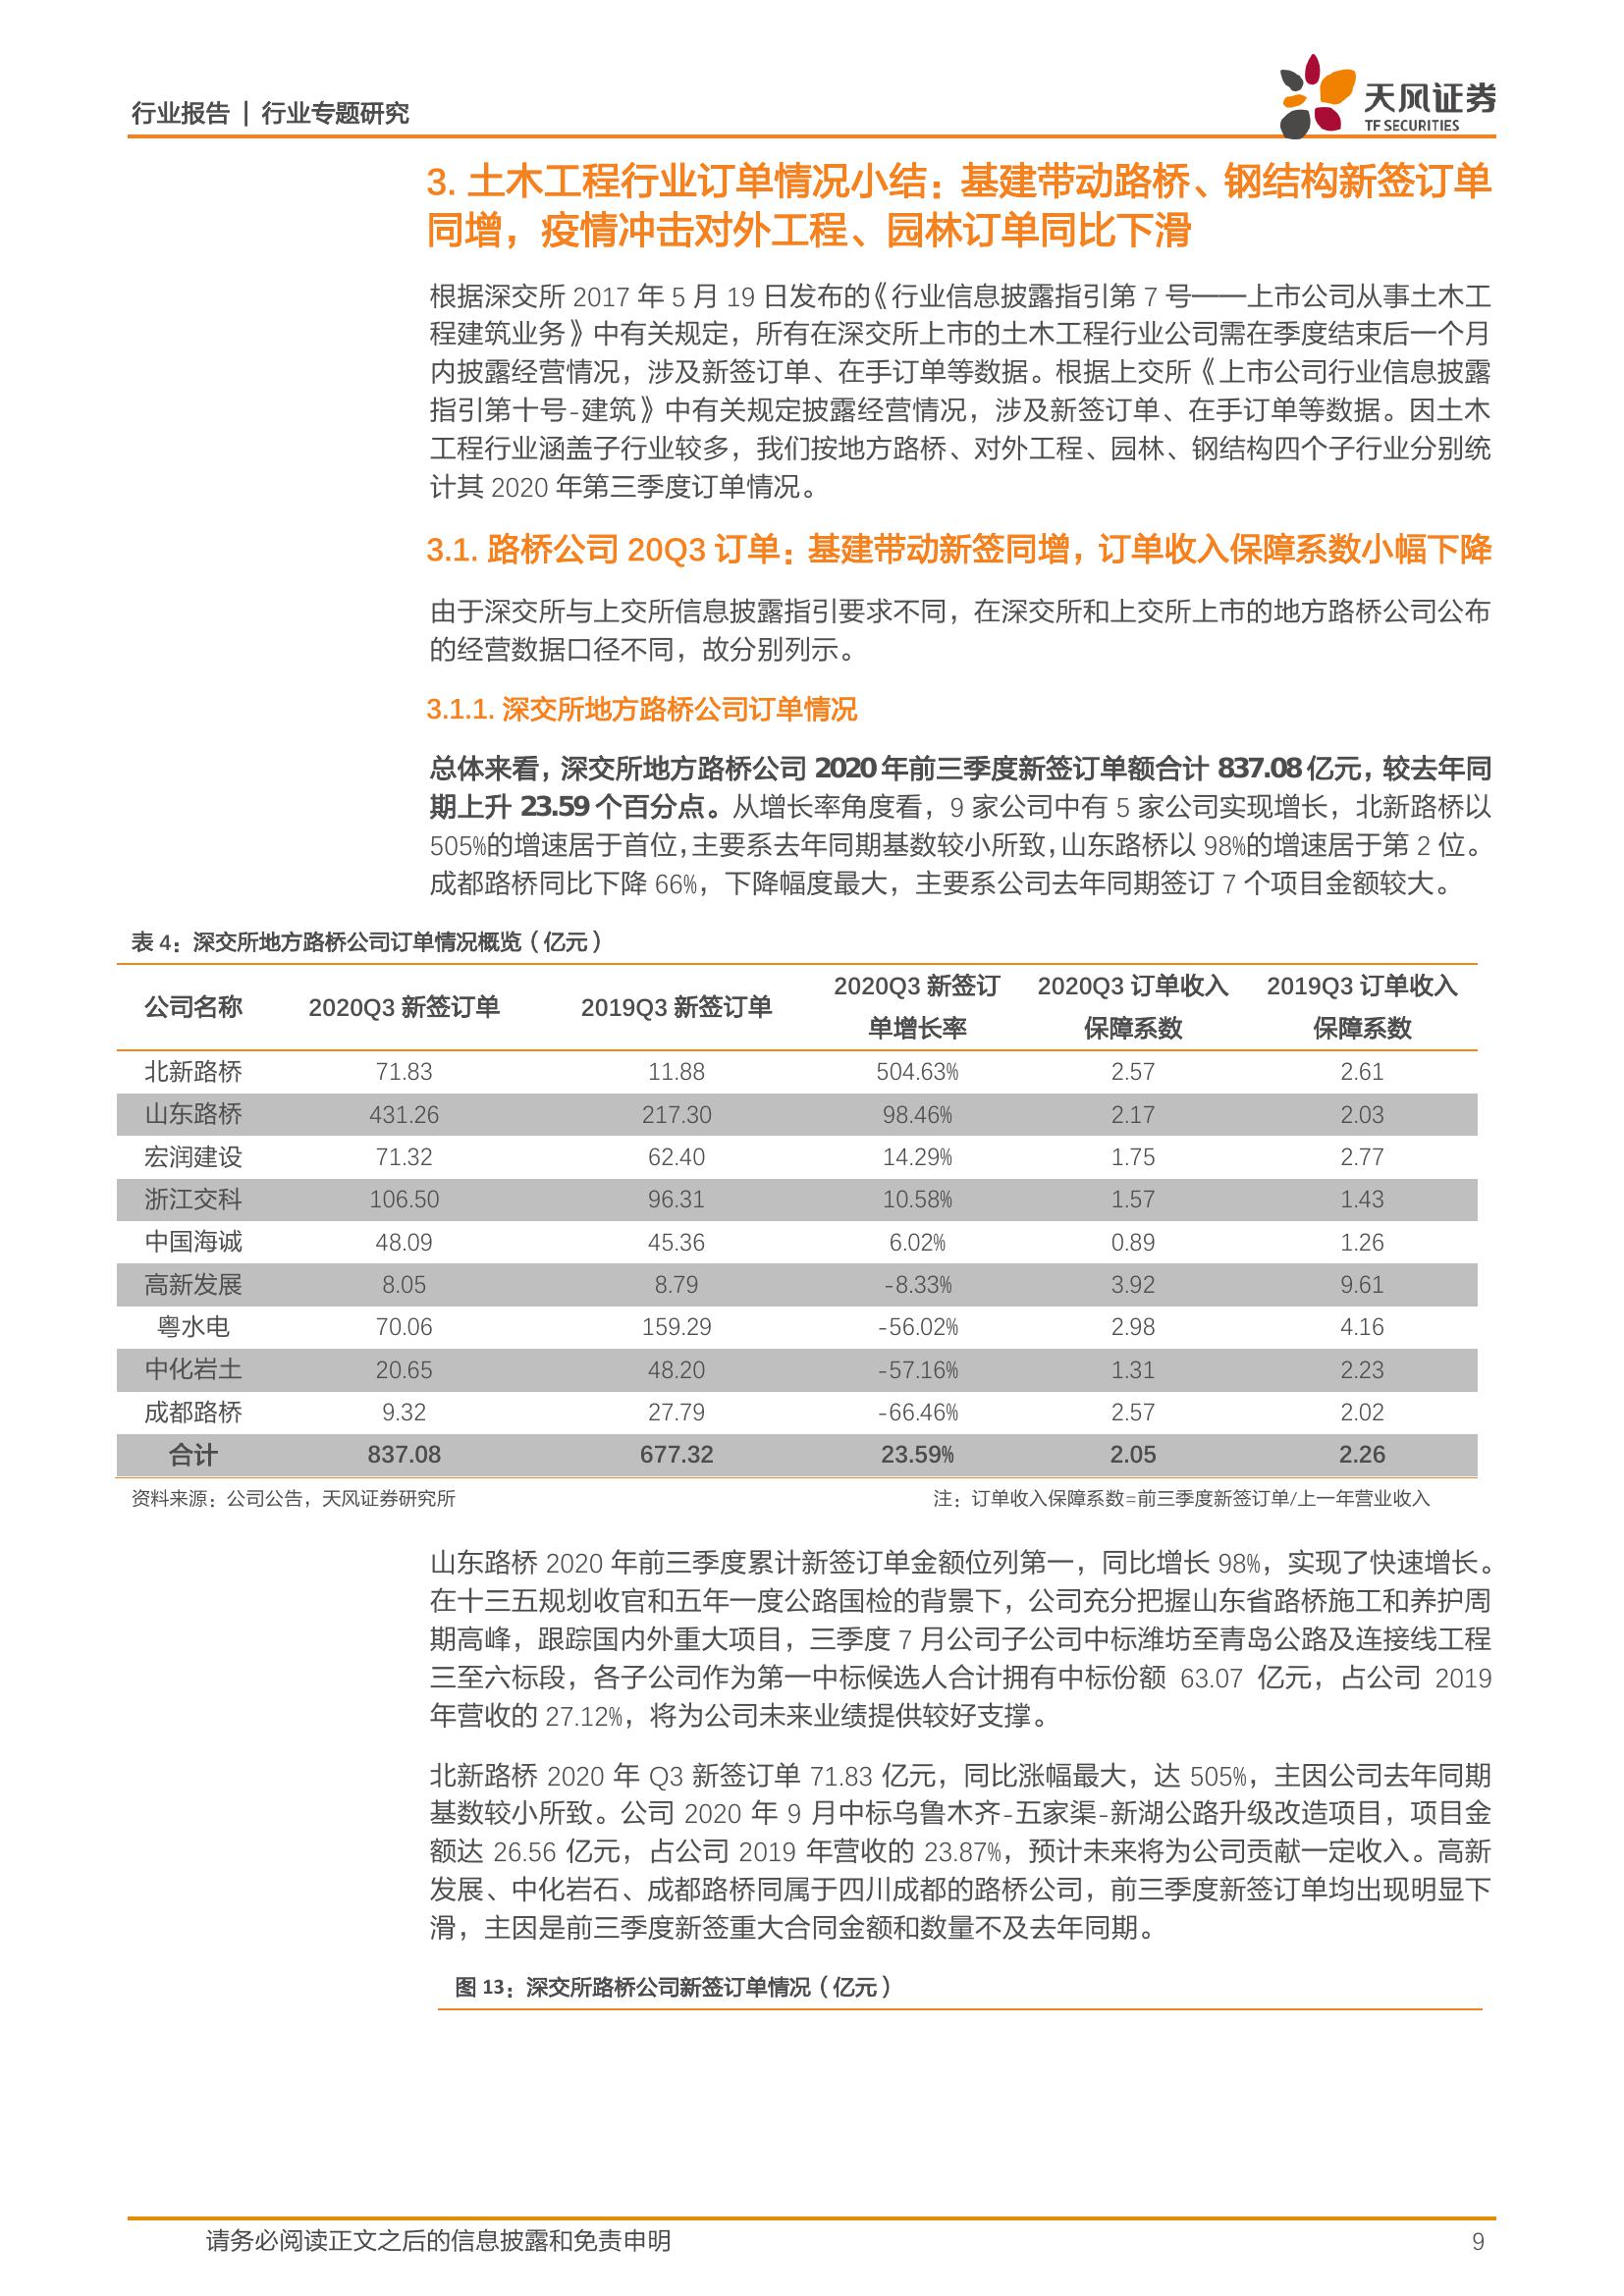 行业报告 | 行业专题研究
天风证券
TF SECURITIES
3. 土木工程行业订单情况小结：基建带动路桥、钢结构新签订单
同增，疫情冲击对外工程、园林订单同比下滑
根据深交所 2017 年 5 月 19 日发布的《行业信息披露指引第 7 号——上市公司从事土木工
程建筑业务》中有关规定，所有在深交所上市的土木工程行业公司需在季度结束后一个月
内披露经营情况，涉及新签订单、在手订单等数据。根据上交所《上市公司行业信息披露
指引第十号-建筑》中有关规定披露经营情况，涉及新签订单、在手订单等数据。因土木
工程行业涵盖子行业较多，我们按地方路桥、对外工程、园林、钢结构四个子行业分别统
计其 2020 年第三季度订单情况。
3.1. 路桥公司 20Q3 订单：基建带动新签同增，订单收入保障系数小幅下降
由于深交所与上交所信息披露指引要求不同，在深交所和上交所上市的地方路桥公司公布
的经营数据口径不同，故分别列示。
3.1.1. 深交所地方路桥公司订单情况
总体来看，深交所地方路桥公司 2020 年前三季度新签订单额合计 837.08 亿元，较去年同
期上升 23.59 个百分点。从增长率角度看，9 家公司中有 5 家公司实现增长，北新路桥以
505%的增速居于首位，主要系去年同期基数较小所致，山东路桥以 98%的增速居于第 2 位。
成都路桥同比下降 66%，下降幅度最大，主要系公司去年同期签订 7 个项目金额较大。
表 4：深交所地方路桥公司订单情况概览（亿元）
公司名称 2020Q3 新签订单 2019Q3 新签订单 2020Q3 新签订 2020Q3 订单收入 2019Q3 订单收入
单增长率 保障系数 保障系数
北新路桥 71.83 11.88 504.63% 2.57 2.61
山东路桥 431.26 217.30 98.46% 2.17 2.03
宏润建设 71.32 62.40 14.29% 1.75 2.77
浙江交科 106.50 96.31 10.58% 1.57 1.43
中国海诚 48.09 45.36 6.02% 0.89 1.26
高新发展 8.05 8.79 -8.33% 3.92 9.61
粤水电 70.06 159.29 -56.02% 2.98 4.16
中化岩土 20.65 48.20 -57.16% 1.31 2.23
成都路桥 9.32 27.79 -66.46% 2.57 2.02
合计 837.08 677.32 23.59% 2.05 2.26
资料来源：公司公告，天风证券研究所 注：订单收入保障系数=前三季度新签订单/上一年营业收入
山东路桥 2020 年前三季度累计新签订单金额位列第一，同比增长 98%，实现了快速增长。
在十三五规划收官和五年一度公路国检的背景下，公司充分把握山东省路桥施工和养护周
期高峰，跟踪国内外重大项目，三季度 7 月公司子公司中标潍坊至青岛公路及连接线工程
三至六标段，各子公司作为第一中标候选人合计拥有中标份额 63.07 亿元，占公司 2019
年营收的 27.12%，将为公司未来业绩提供较好支撑。
北新路桥 2020 年 Q3 新签订单 71.83 亿元，同比涨幅最大，达 505%，主因公司去年同期
基数较小所致。公司 2020 年 9 月中标乌鲁木齐-五家渠-新湖公路升级改造项目，项目金
额达 26.56 亿元，占公司 2019 年营收的 23.87%，预计未来将为公司贡献一定收入。高新
发展、中化岩石、成都路桥同属于四川成都的路桥公司，前三季度新签订单均出现明显下
滑，主因是前三季度新签重大合同金额和数量不及去年同期。
图 13：深交所路桥公司新签订单情况（亿元）
请务必阅读正文之后的信息披露和免责申明 9